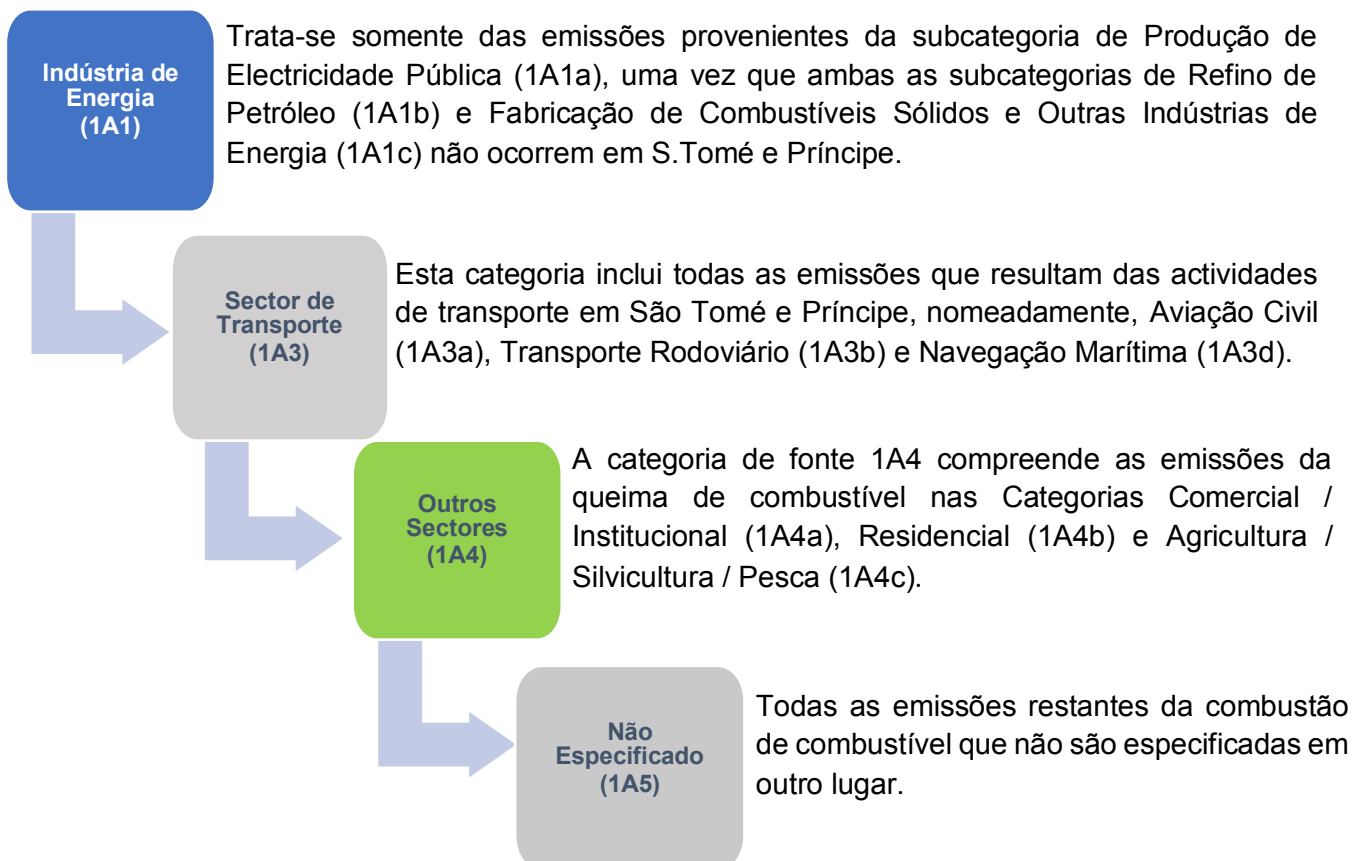 Indústria de
Energia
(1A1)
Trata-se somente das emissões provenientes da subcategoria de Produção de
Electricidade Pública (1A1a), uma vez que ambas as subcategorias de Refino de
Petróleo (1A1b) e Fabricação de Combustíveis Sólidos e Outras Indústrias de
Energia (1A1c) não ocorrem em S.Tomé e Príncipe.
Sector de
Transporte
(1A3)
Esta categoria inclui todas as emissões que resultam das actividades
de transporte em São Tomé e Príncipe, nomeadamente, Aviação Civil
(1A3a), Transporte Rodoviário (1A3b) e Navegação Marítima (1A3d).
Outros
Sectores
(1A4)
A categoria de fonte 1A4 compreende as emissões da
queima de combustível nas Categorias Comercial /
Institucional (1A4a), Residencial (1A4b) e Agricultura /
Silvicultura / Pesca (1A4c).
Não
Especificado
(1A5)
Todas as emissões restantes da combustão
de combustível que não são especificadas em
outro lugar.